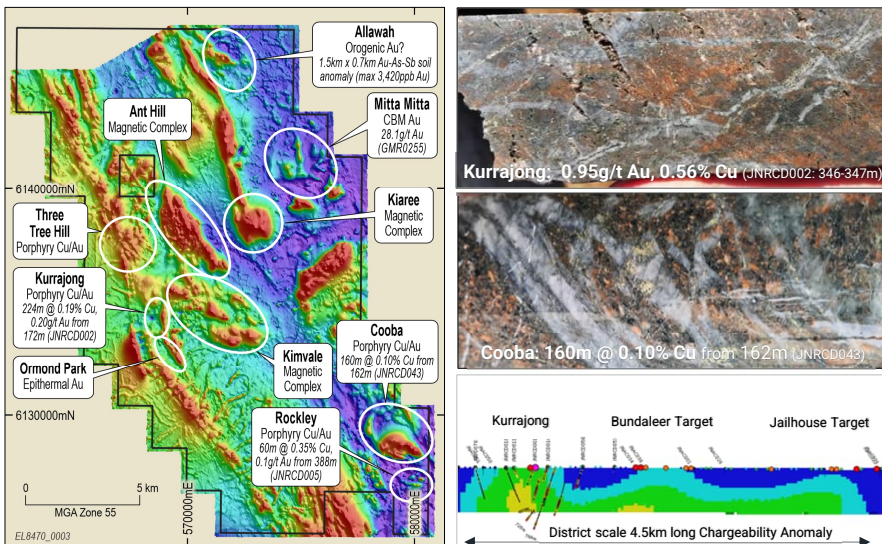 Allawah
Orogenic Au?
1.5km x 0.7km Au-As-Sb soil
anomaly (max 3,420ppb Au)
Ant Hill
Magnetic Complex
Mitta Mitta
CBM Au
28.1g/t Au
(GMR0255)
6140000mN
Three
Tree Hill
Porphyry Cu/Au
Kiaree
Magnetic
Complex
Kurrajong
Porphyry Cu/Au
224m @ 0.19% Cu,
0.20g/t Au from
172m (JNRCD002)
Cooba
Porphyry Cu/Au
160m @ 0.10% Cu from
162m (JNRCD043)
Ormond Park
Epithermal Au
Kimvale
Magnetic
Complex
6130000mN
Rockley
Porphyry Cu/Au
60m @ 0.35% Cu,
0.1g/t Au from 388m
(JNRCD005)
0 5 km
MGA Zone 55
570000mE
580000mE
EL8470_0003
Kurrajong: 0.95g/t Au, 0.56% Cu (JNRCD002: 346-347m)
Cooba: 160m @ 0.10% Cu from 162m (JNRCD043)
Kurrajong Bundaleer Target Jailhouse Target
District scale 4.5km long Chargeability Anomaly